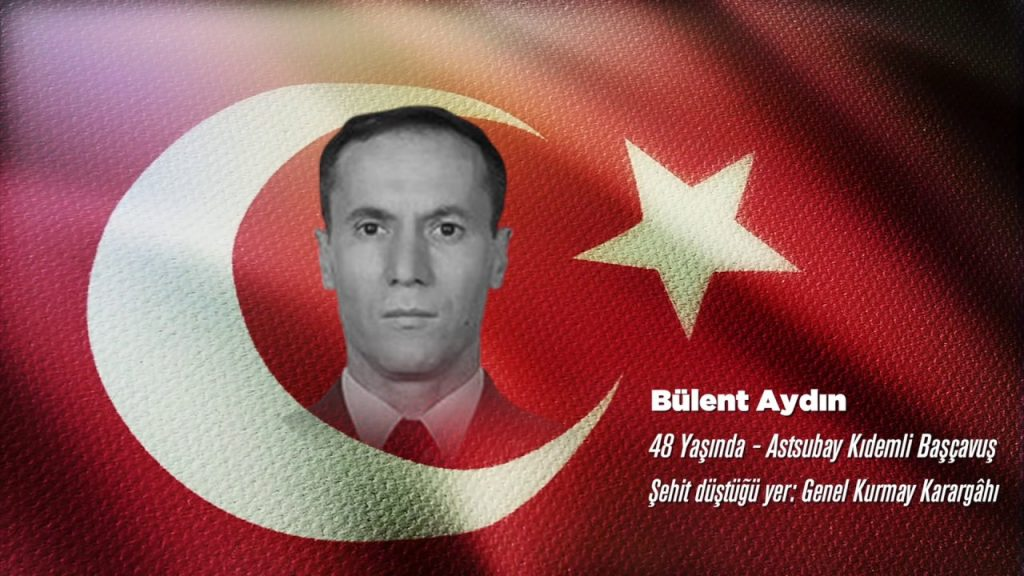 Bülent Aydın
48 Yaşında - Astsubay Kıdemli Başçavuş
Şehit düştüğü yer: Genel Kurmay Karargâhı